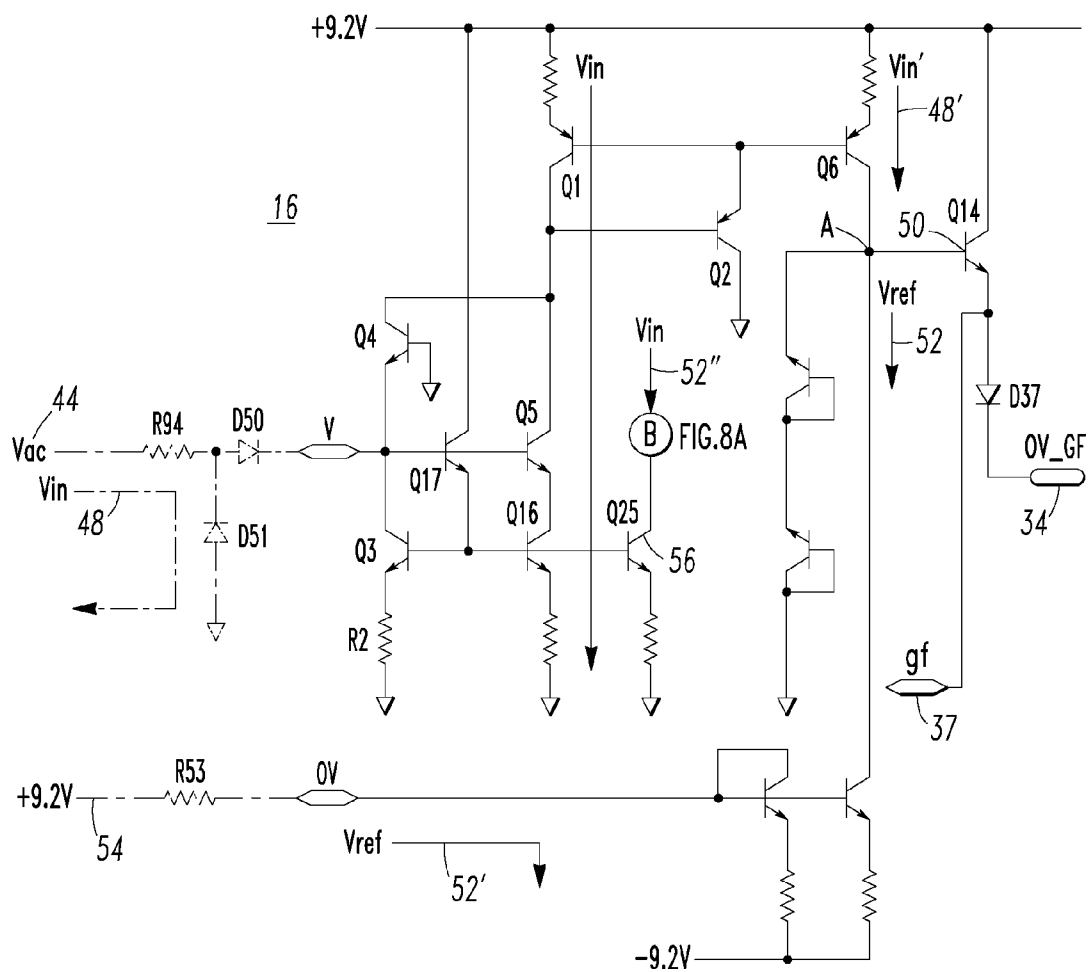 +9.2V
Vin
Vin'
48'
Q1
Q6
16
Q14
A
50
Q2
Vref
Q4
Vin
52
52"
44
D37
Q5
Vac
R94
D50
V
B
FIG.8A
OV_GF
Q17
Vin
34
48
Q16
Q25
D51
Q3
56
R2
gf
37
R53
OV
+9.2V
54
Vref
52'
-9.2V